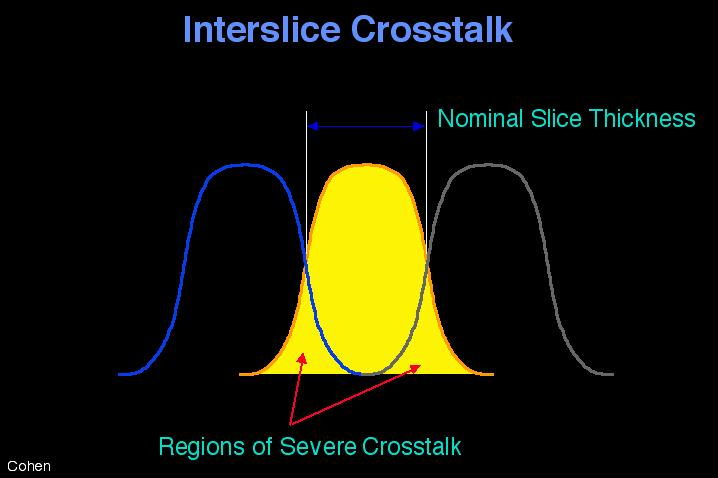 Interslice Crosstalk
Nominal Slice Thickness
Regions of Severe Crosstalk
Cohen